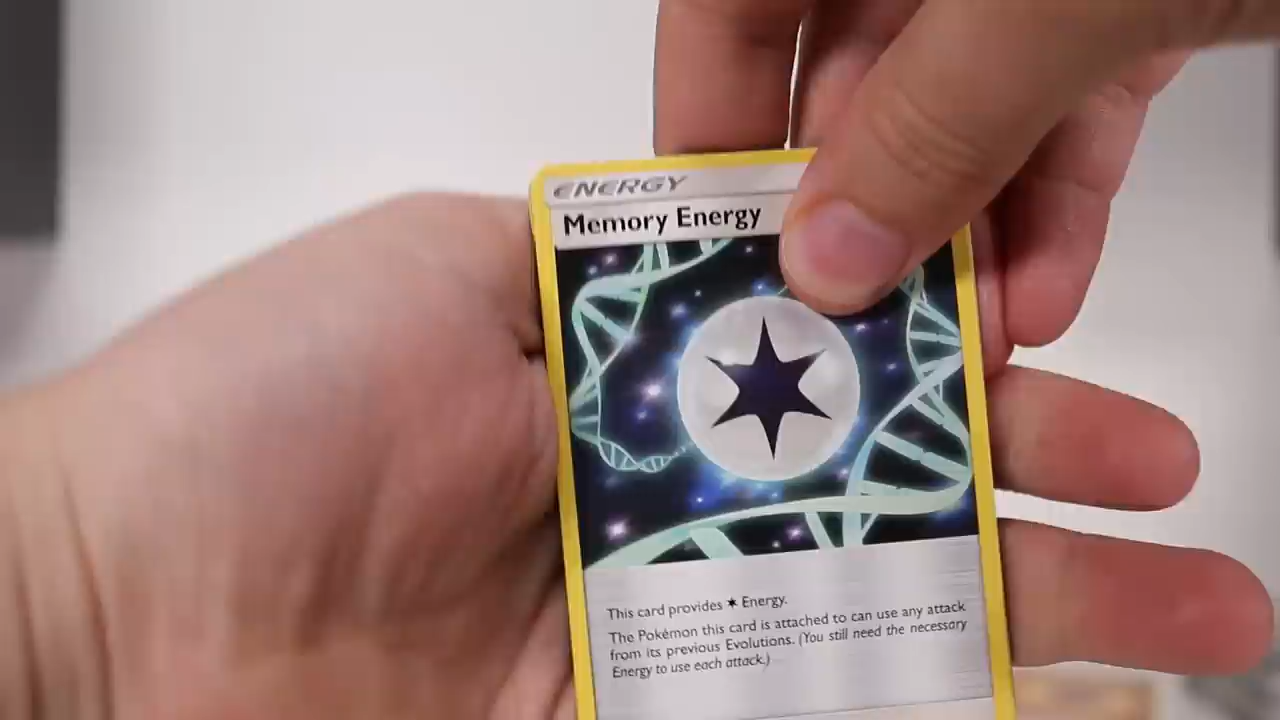 ENERGY
Memory Energy
This card provides ✶ Energy.
The Pokémon this card is attached to can use any attack
from its previous Evolutions. (You still need the necessary
Energy to use each attack.)